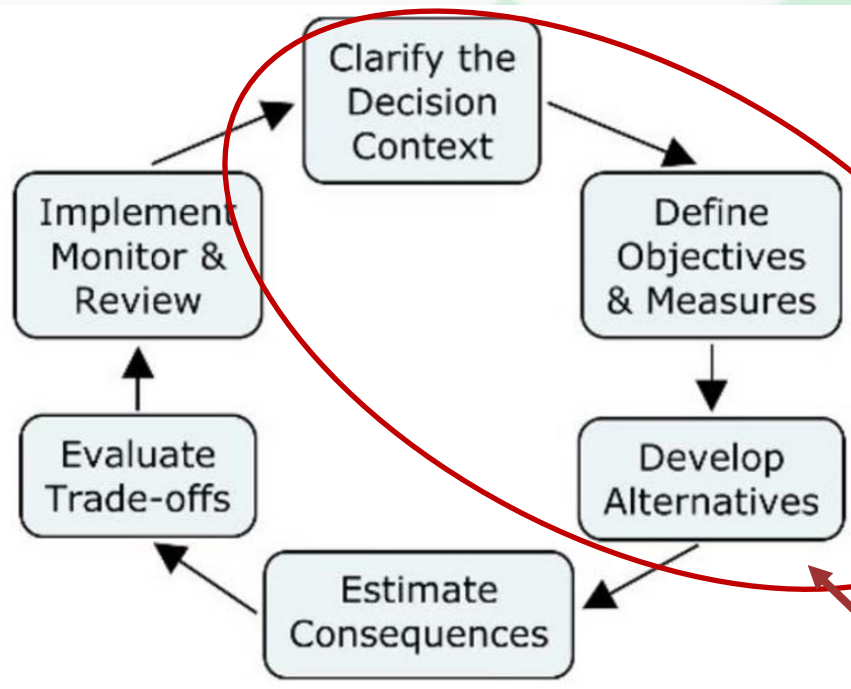 Clarify the
Decision
Context
Define
Objectives
& Measures
Develop
Alternatives
Estimate
Consequences
Evaluate
Trade-offs
Implement
Monitor &
Review